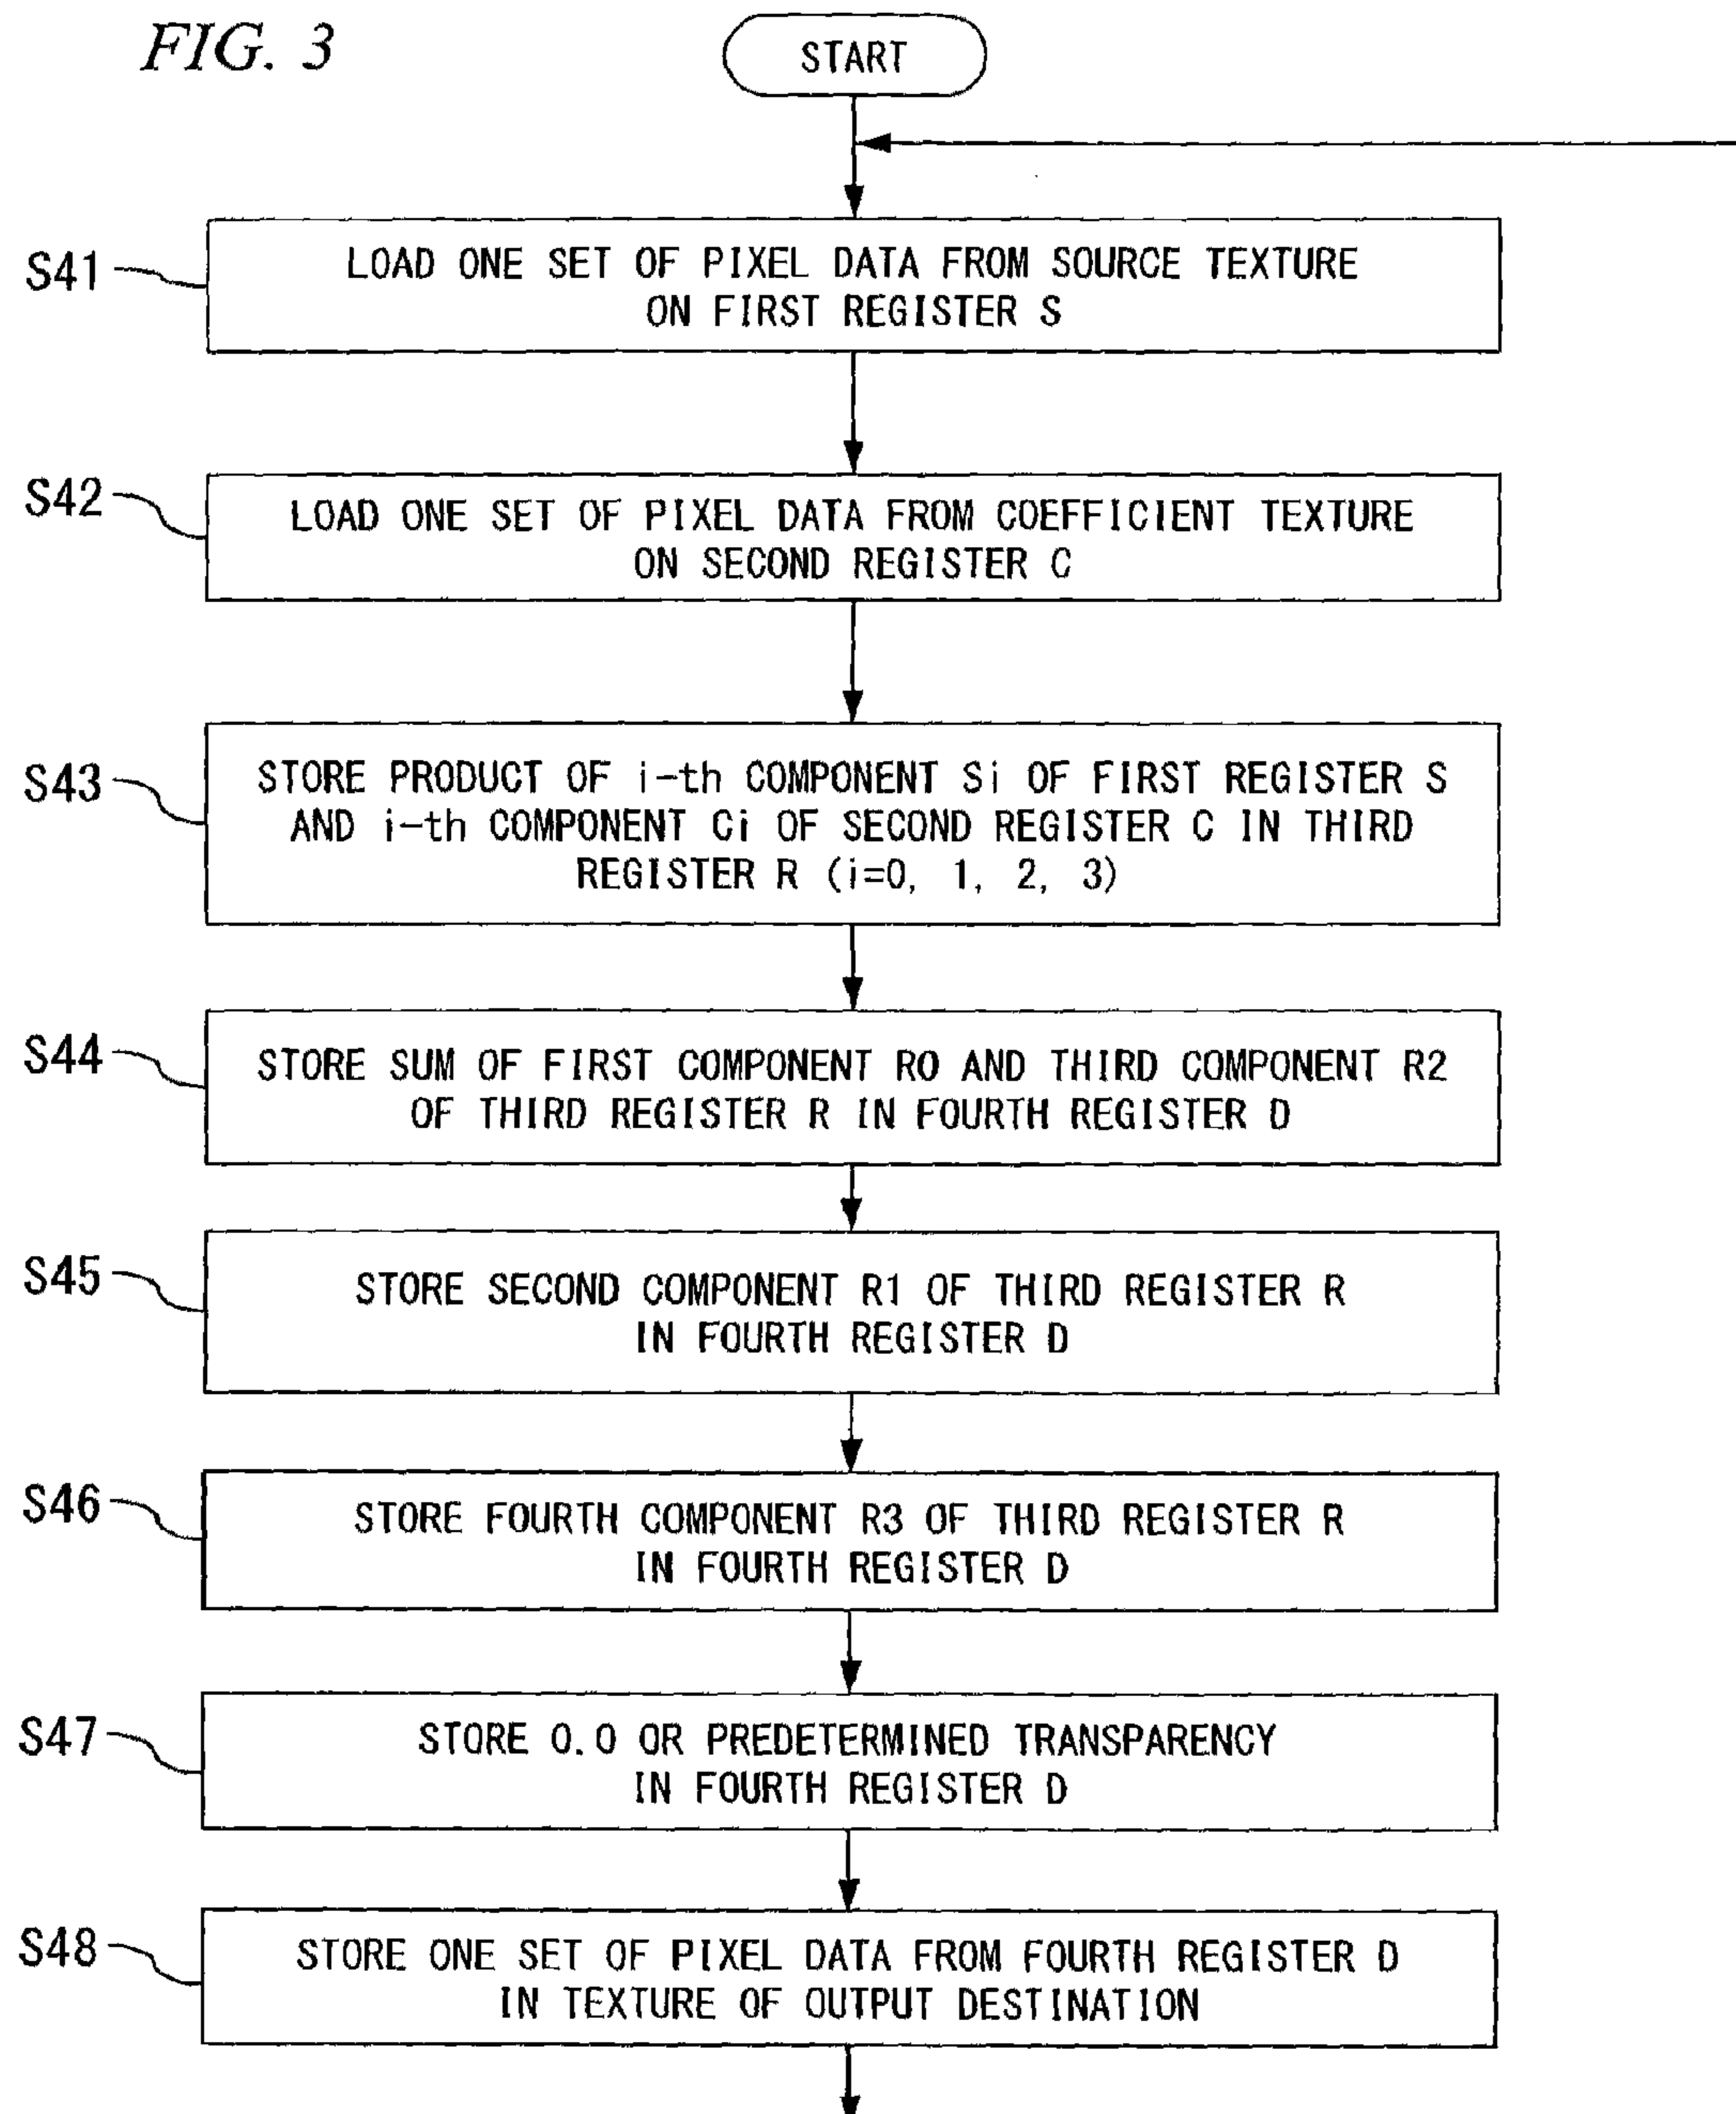 FIG. 3
START
S41
LOAD ONE SET OF PIXEL DATA FROM SOURCE TEXTURE
ON FIRST REGISTER S
S42
LOAD ONE SET OF PIXEL DATA FROM COEFFICIENT TEXTURE
ON SECOND REGISTER C
S43
STORE PRODUCT OF i-th COMPONENT Si OF FIRST REGISTER S
AND i-th COMPONENT Ci OF SECOND REGISTER C IN THIRD
REGISTER R (i=0, 1, 2, 3)
S44
STORE SUM OF FIRST COMPONENT R0 AND THIRD COMPONENT R2
OF THIRD REGISTER R IN FOURTH REGISTER D
S45
STORE SECOND COMPONENT R1 OF THIRD REGISTER R
IN FOURTH REGISTER D
S46
STORE FOURTH COMPONENT R3 OF THIRD REGISTER R
IN FOURTH REGISTER D
S47
STORE 0.0 OR PREDETERMINED TRANSPARENCY
IN FOURTH REGISTER D
S48
STORE ONE SET OF PIXEL DATA FROM FOURTH REGISTER D
IN TEXTURE OF OUTPUT DESTINATION